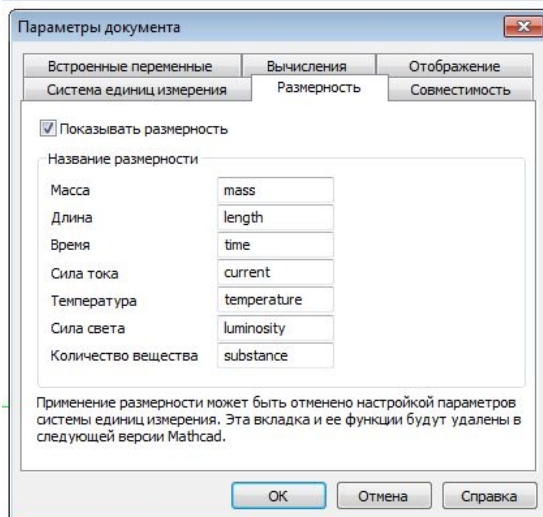 Параметры документа
Встроенные переменные Вычисления Отображение
Система единиц измерения Размерность Совместимость
Показывать размерность
Название размерности
Масса mass
Длина length
Время time
Сила тока current
Температура temperature
Сила света luminosity
Количество вещества substance
Применение размерности может быть отменено настройкой параметров
системы единиц измерения. Эта вкладка и ее функции будут удалены в
следующей версии Mathcad.
ОК Отмена Справка